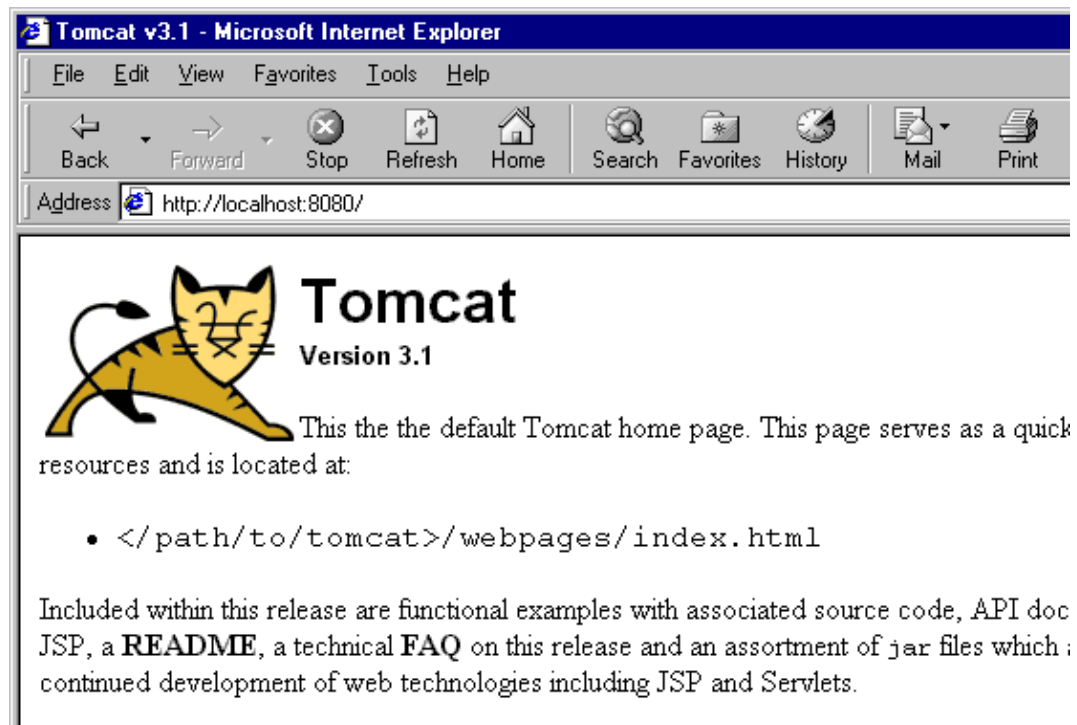 Tomcat v3.1 - Microsoft Internet Explorer
File Edit View Favorites Tools Help
Back Forward Stop Refresh Home Search Favorites History Mail Print
Address http://localhost:8080/
Tomcat
Version 3.1
This the the default Tomcat home page. This page serves as a quick
resources and is located at:
• </path/to/tomcat>/webpages/index.html
Included within this release are functional examples with associated source code, API doc
JSP, a README, a technical FAQ on this release and an assortment of jar files which a
continued development of web technologies including JSP and Servlets.